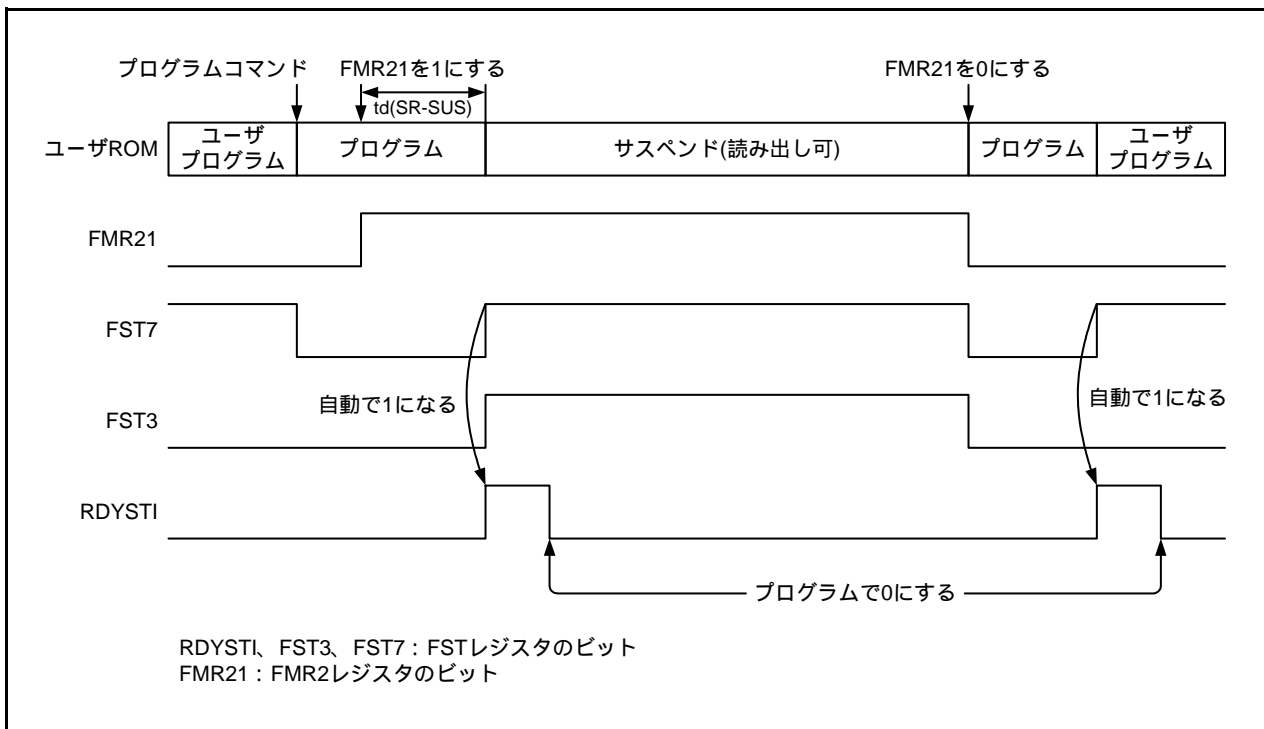 プログラムコマンド
FMR21を1にする
FMR21を0にする
td(SR-SUS)
ユーザROM
ユーザ
プログラム
プログラム
サスペンド(読み出し可)
プログラム
ユーザ
プログラム
FMR21
FST7
自動で1になる
自動で1になる
FST3
RDYSTI
プログラムで0にする
RDYSTI、FST3、FST7：FSTレジスタのビット
FMR21：FMR2レジスタのビット